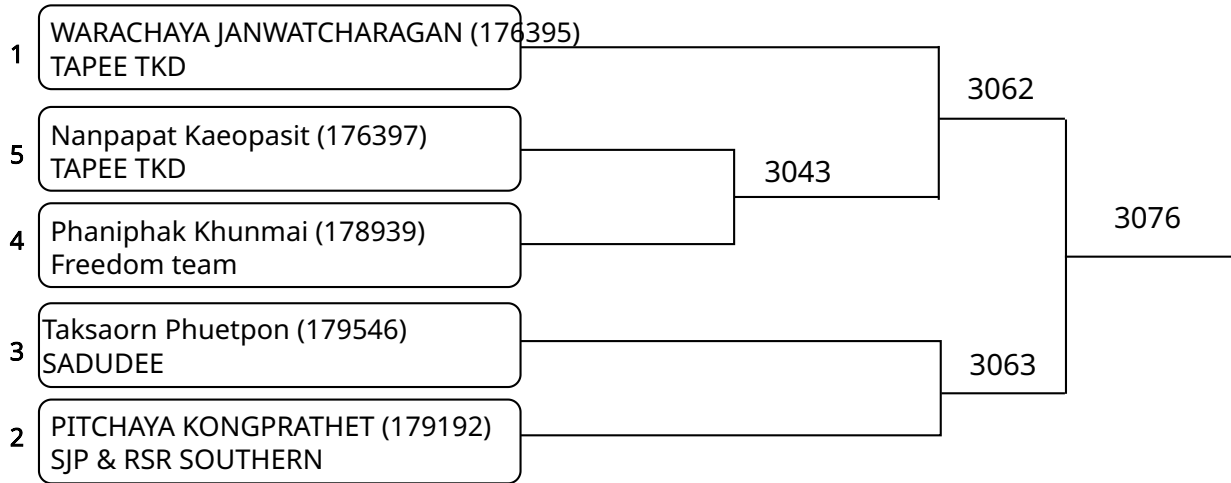 1
WARACHAYA JANWATCHARAGAN (176395)
TAPEE TKD
3062
5
Nanpapat Kaeopasit (176397)
TAPEE TKD
3043
4
Phaniphak Khunmai (178939)
Freedom team
3076
3
Taksaorn Phuetpon (179546)
SADUDEE
3063
2
PITCHAYA KONGPRATHET (179192)
SJP & RSR SOUTHERN